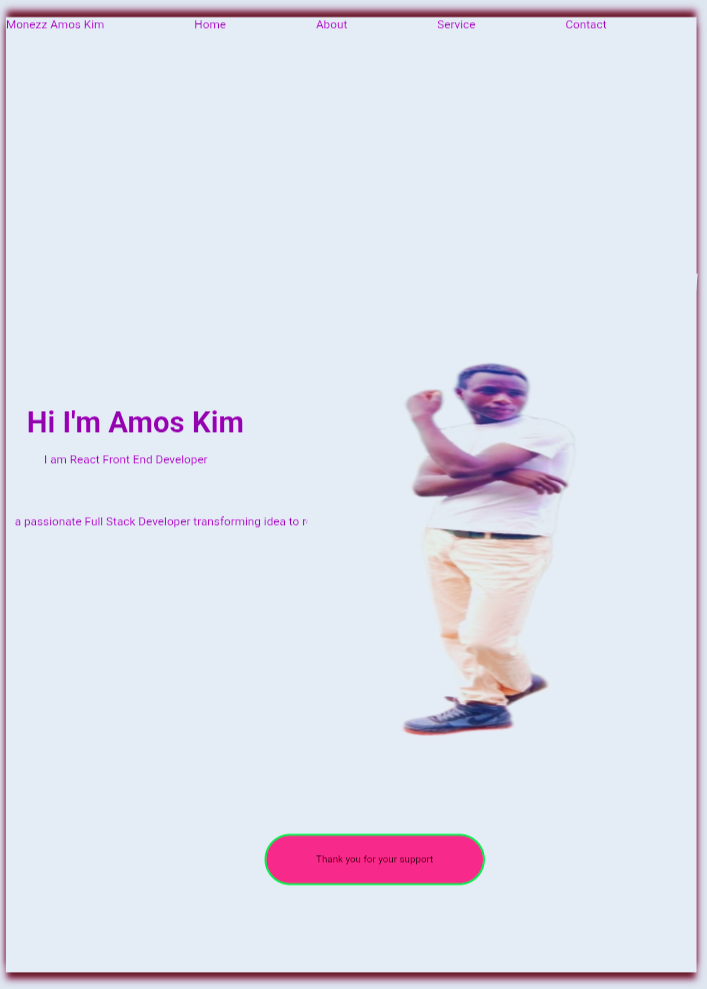 Monezz Amos Kim Home About Service Contact
Hi I'm Amos Kim
I am React Front End Developer
a passionate Full Stack Developer transforming idea to
Thank you for your support